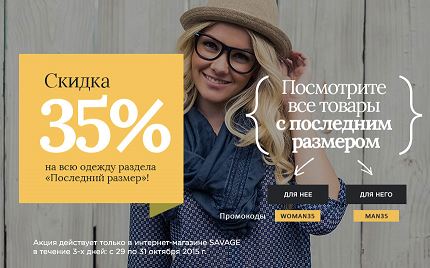 Скидка
35%
на всю одежду раздела
«Последний размер»!
Посмотрите
все товары
с последним
размером
ДЛЯ НЕЕ
ДЛЯ НЕГО
Промокоды
WOMAN35
MAN35
Акция действует только в интернет-магазине SAVAGE
в течение 3-х дней: с 29 по 31 октября 2015 г.